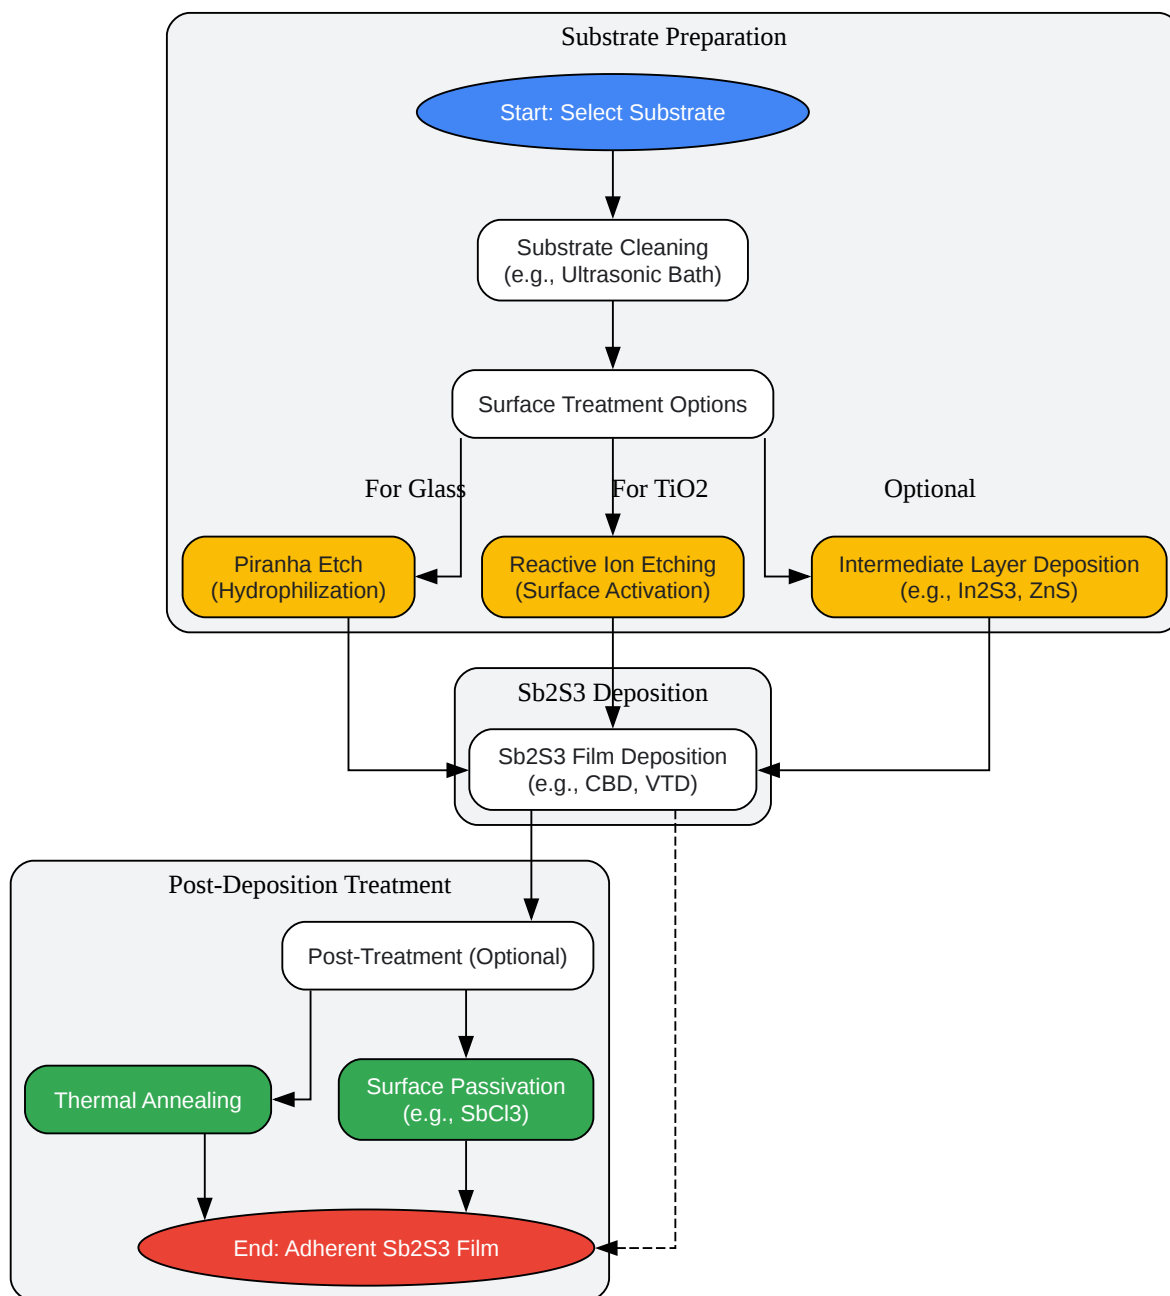 Substrate Preparation
Start: Select Substrate
Substrate Cleaning
(e.g., Ultrasonic Bath)
Surface Treatment Options
For Glass
For TiO2
Optional
Piranha Etch
(Hydrophilization)
Reactive Ion Etching
(Surface Activation)
Intermediate Layer Deposition
(e.g., In2S3, ZnS)
Sb2S3 Deposition
Sb2S3 Film Deposition
(e.g., CBD, VTD)
Post-Deposition Treatment
Post-Treatment (Optional)
Thermal Annealing
Surface Passivation
(e.g., SbCl3)
End: Adherent Sb2S3 Film